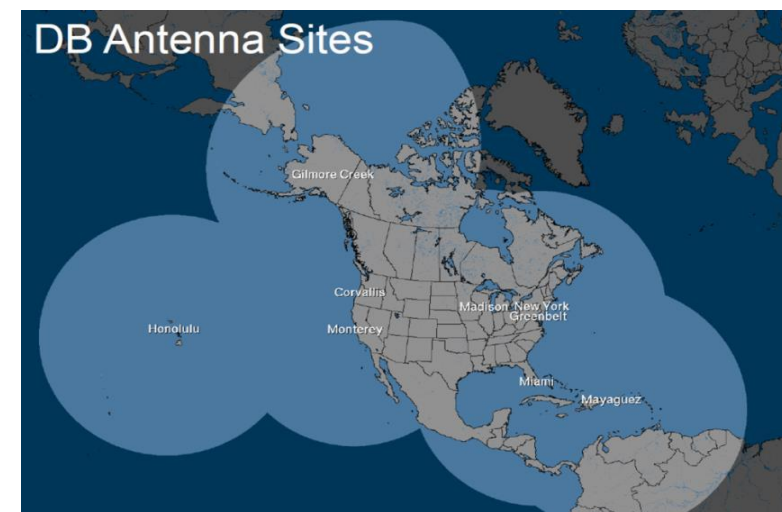 DB Antenna Sites
Gilmore Creek
Corvallis
Madison New York
Greenbelt
Honolulu
Monterey
Miami
Mayaguez